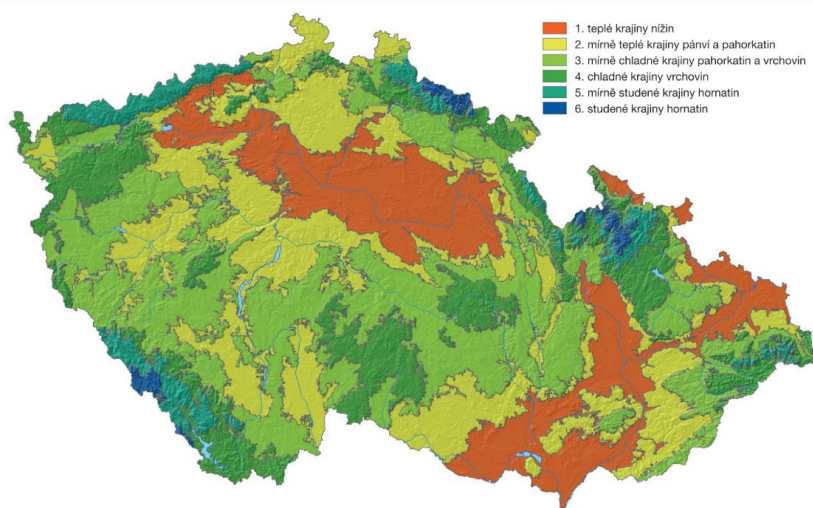 1. teplé krajiny nížin
2. mírně teplé krajiny pánví a pahorkatin
3. mírně chladné krajiny pahorkatin a vrchovin
4. chladné krajiny vrchovin
5. mírně studené krajiny hornatin
6. studené krajiny hornatin